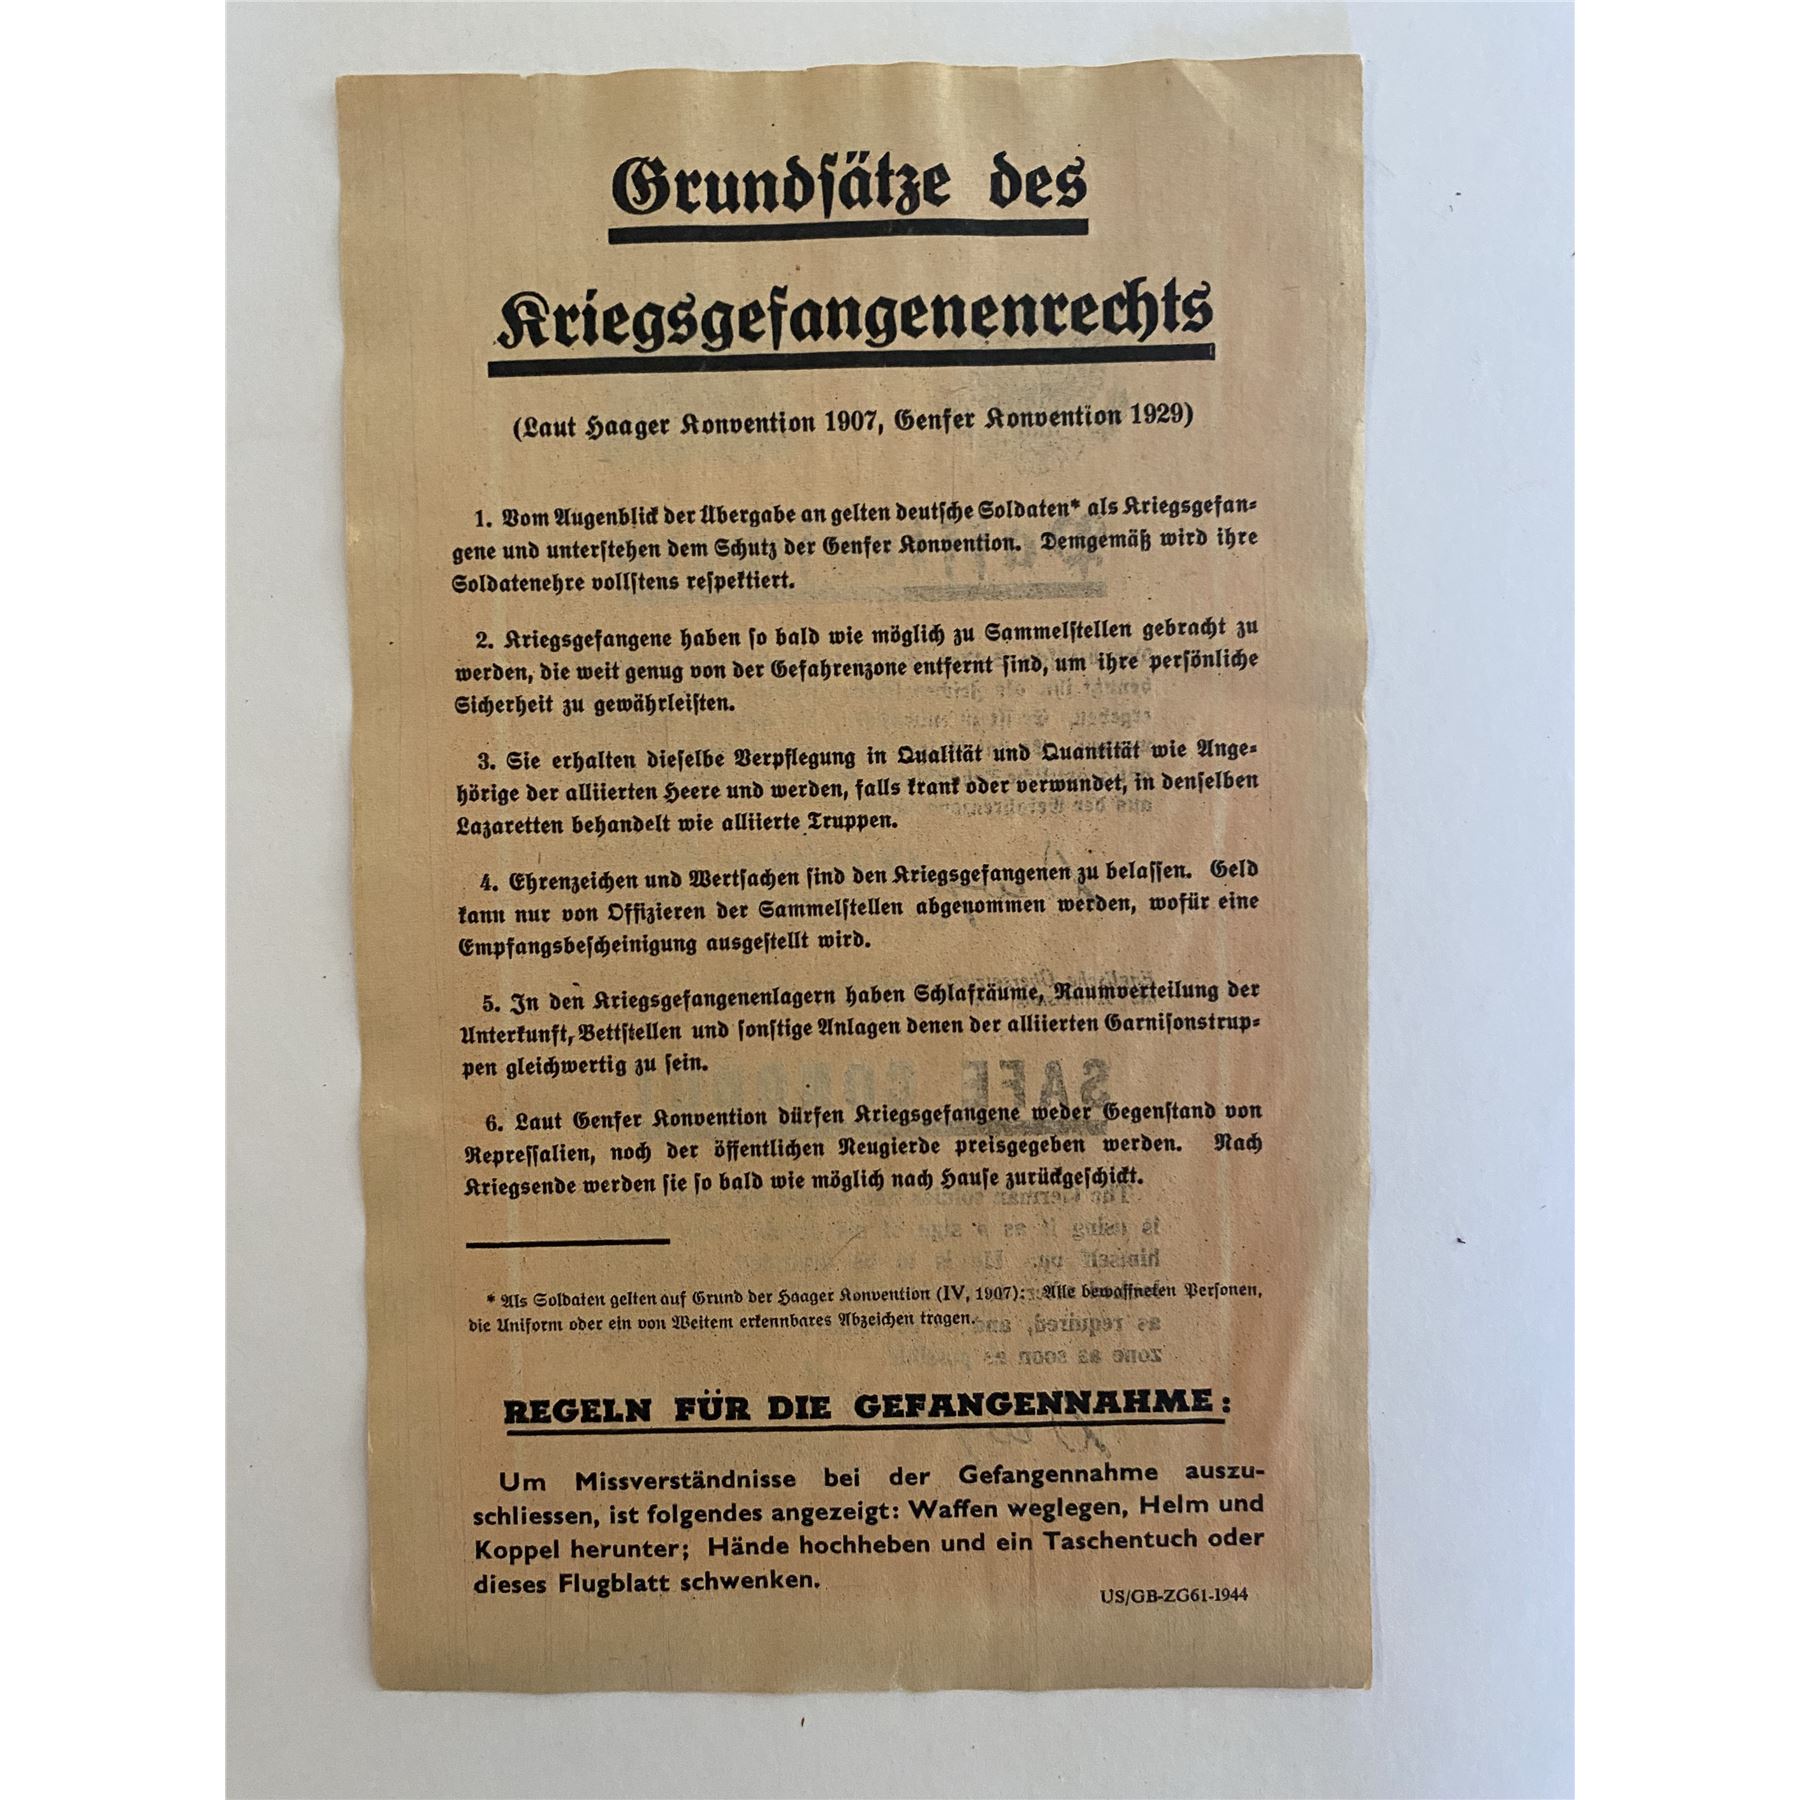 Grundsätze des
Kriegsgefangenenrechts
(Laut Haager Konvention 1907, Genfer Konvention 1929)
1. Vom Augenblick der Übergabe an gelten deutsche Soldaten* als Kriegsgefan-
gene und unterstehen dem Schutz der Genfer Konvention. Demgemäß wird ihre
Soldatenehre vollstens respektiert.
2. Kriegsgefangene haben so bald wie möglich zu Sammelstellen gebracht zu
werden, die weit genug von der Gefahrenzone entfernt sind, um ihre persönliche
Sicherheit zu gewährleisten.
3. Sie erhalten dieselbe Verpflegung in Qualität und Quantität wie Ange-
hörige der alliierten Heere und werden, falls krank oder verwundet, in denselben
Lazaretten behandelt wie alliierte Truppen.
4. Ehrenzeichen und Wertsachen sind den Kriegsgefangenen zu belassen. Geld
kann nur von Offizieren der Sammelstellen abgenommen werden, wofür eine
Empfangsbescheinigung ausgestellt wird.
5. In den Kriegsgefangenenlagern haben Schlafräume, Raumverteilung der
Unterkunft, Bettstellen und sonstige Anlagen denen der alliierten Garnisonstrup-
pen gleichwertig zu sein.
6. Laut Genfer Konvention dürfen Kriegsgefangene weder Gegenstand von
Repressalien, noch der öffentlichen Neugierde preisgegeben werden. Nach
Kriegsende werden sie so bald wie möglich nach Hause zurückgeschickt.
* Als Soldaten gelten auf Grund der Haager Konvention (IV, 1907): Alle bewaffneten Personen,
die Uniform oder ein von Weitem erkennbares Abzeichen tragen.
REGELN FÜR DIE GEFANGENNAHME:
Um Missverständnisse bei der Gefangennahme auszu-
schliessen, ist folgendes angezeigt: Waffen weglegen, Helm und
Koppel herunter; Hände hochheben und ein Taschentuch oder
dieses Flugblatt schwenken.
US/GB-ZG61-1944